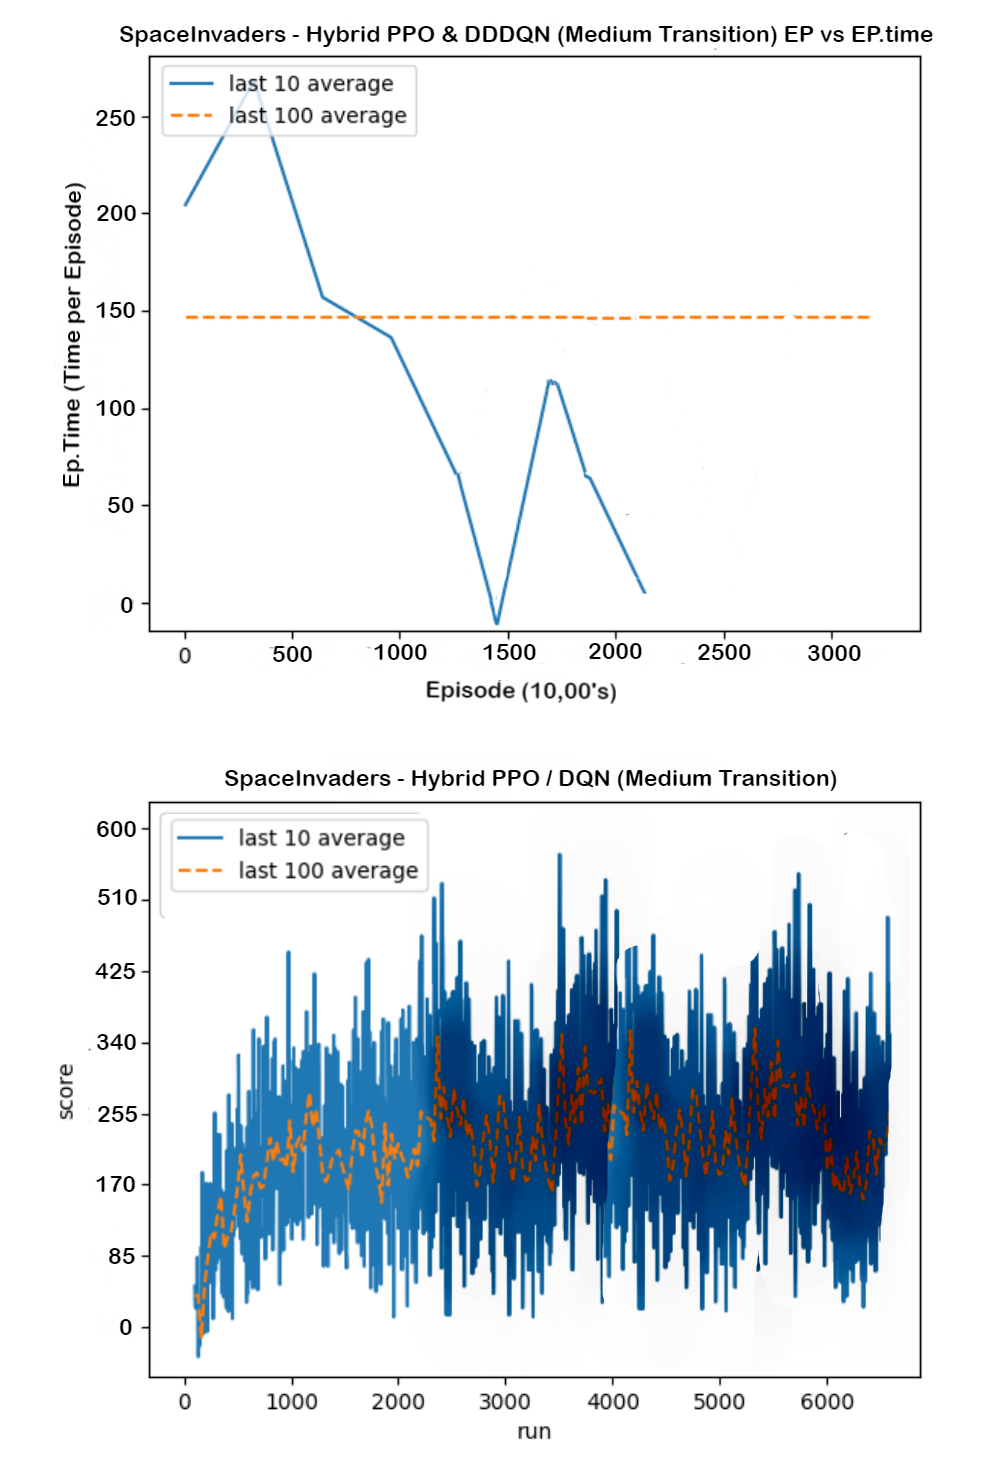 SpaceInvaders - Hybrid PPO & DDDQN (Medium Transition) EP vs EP.time
last 10 average
last 100 average
Ep.Time (Time per Episode)
250
200
150
100
50
0
0 500 1000 1500 2000 2500 3000
Episode (10,00's)
SpaceInvaders - Hybrid PPO / DQN (Medium Transition)
last 10 average
last 100 average
score
600
510
425
340
255
170
85
0
0 1000 2000 3000 4000 5000 6000
run